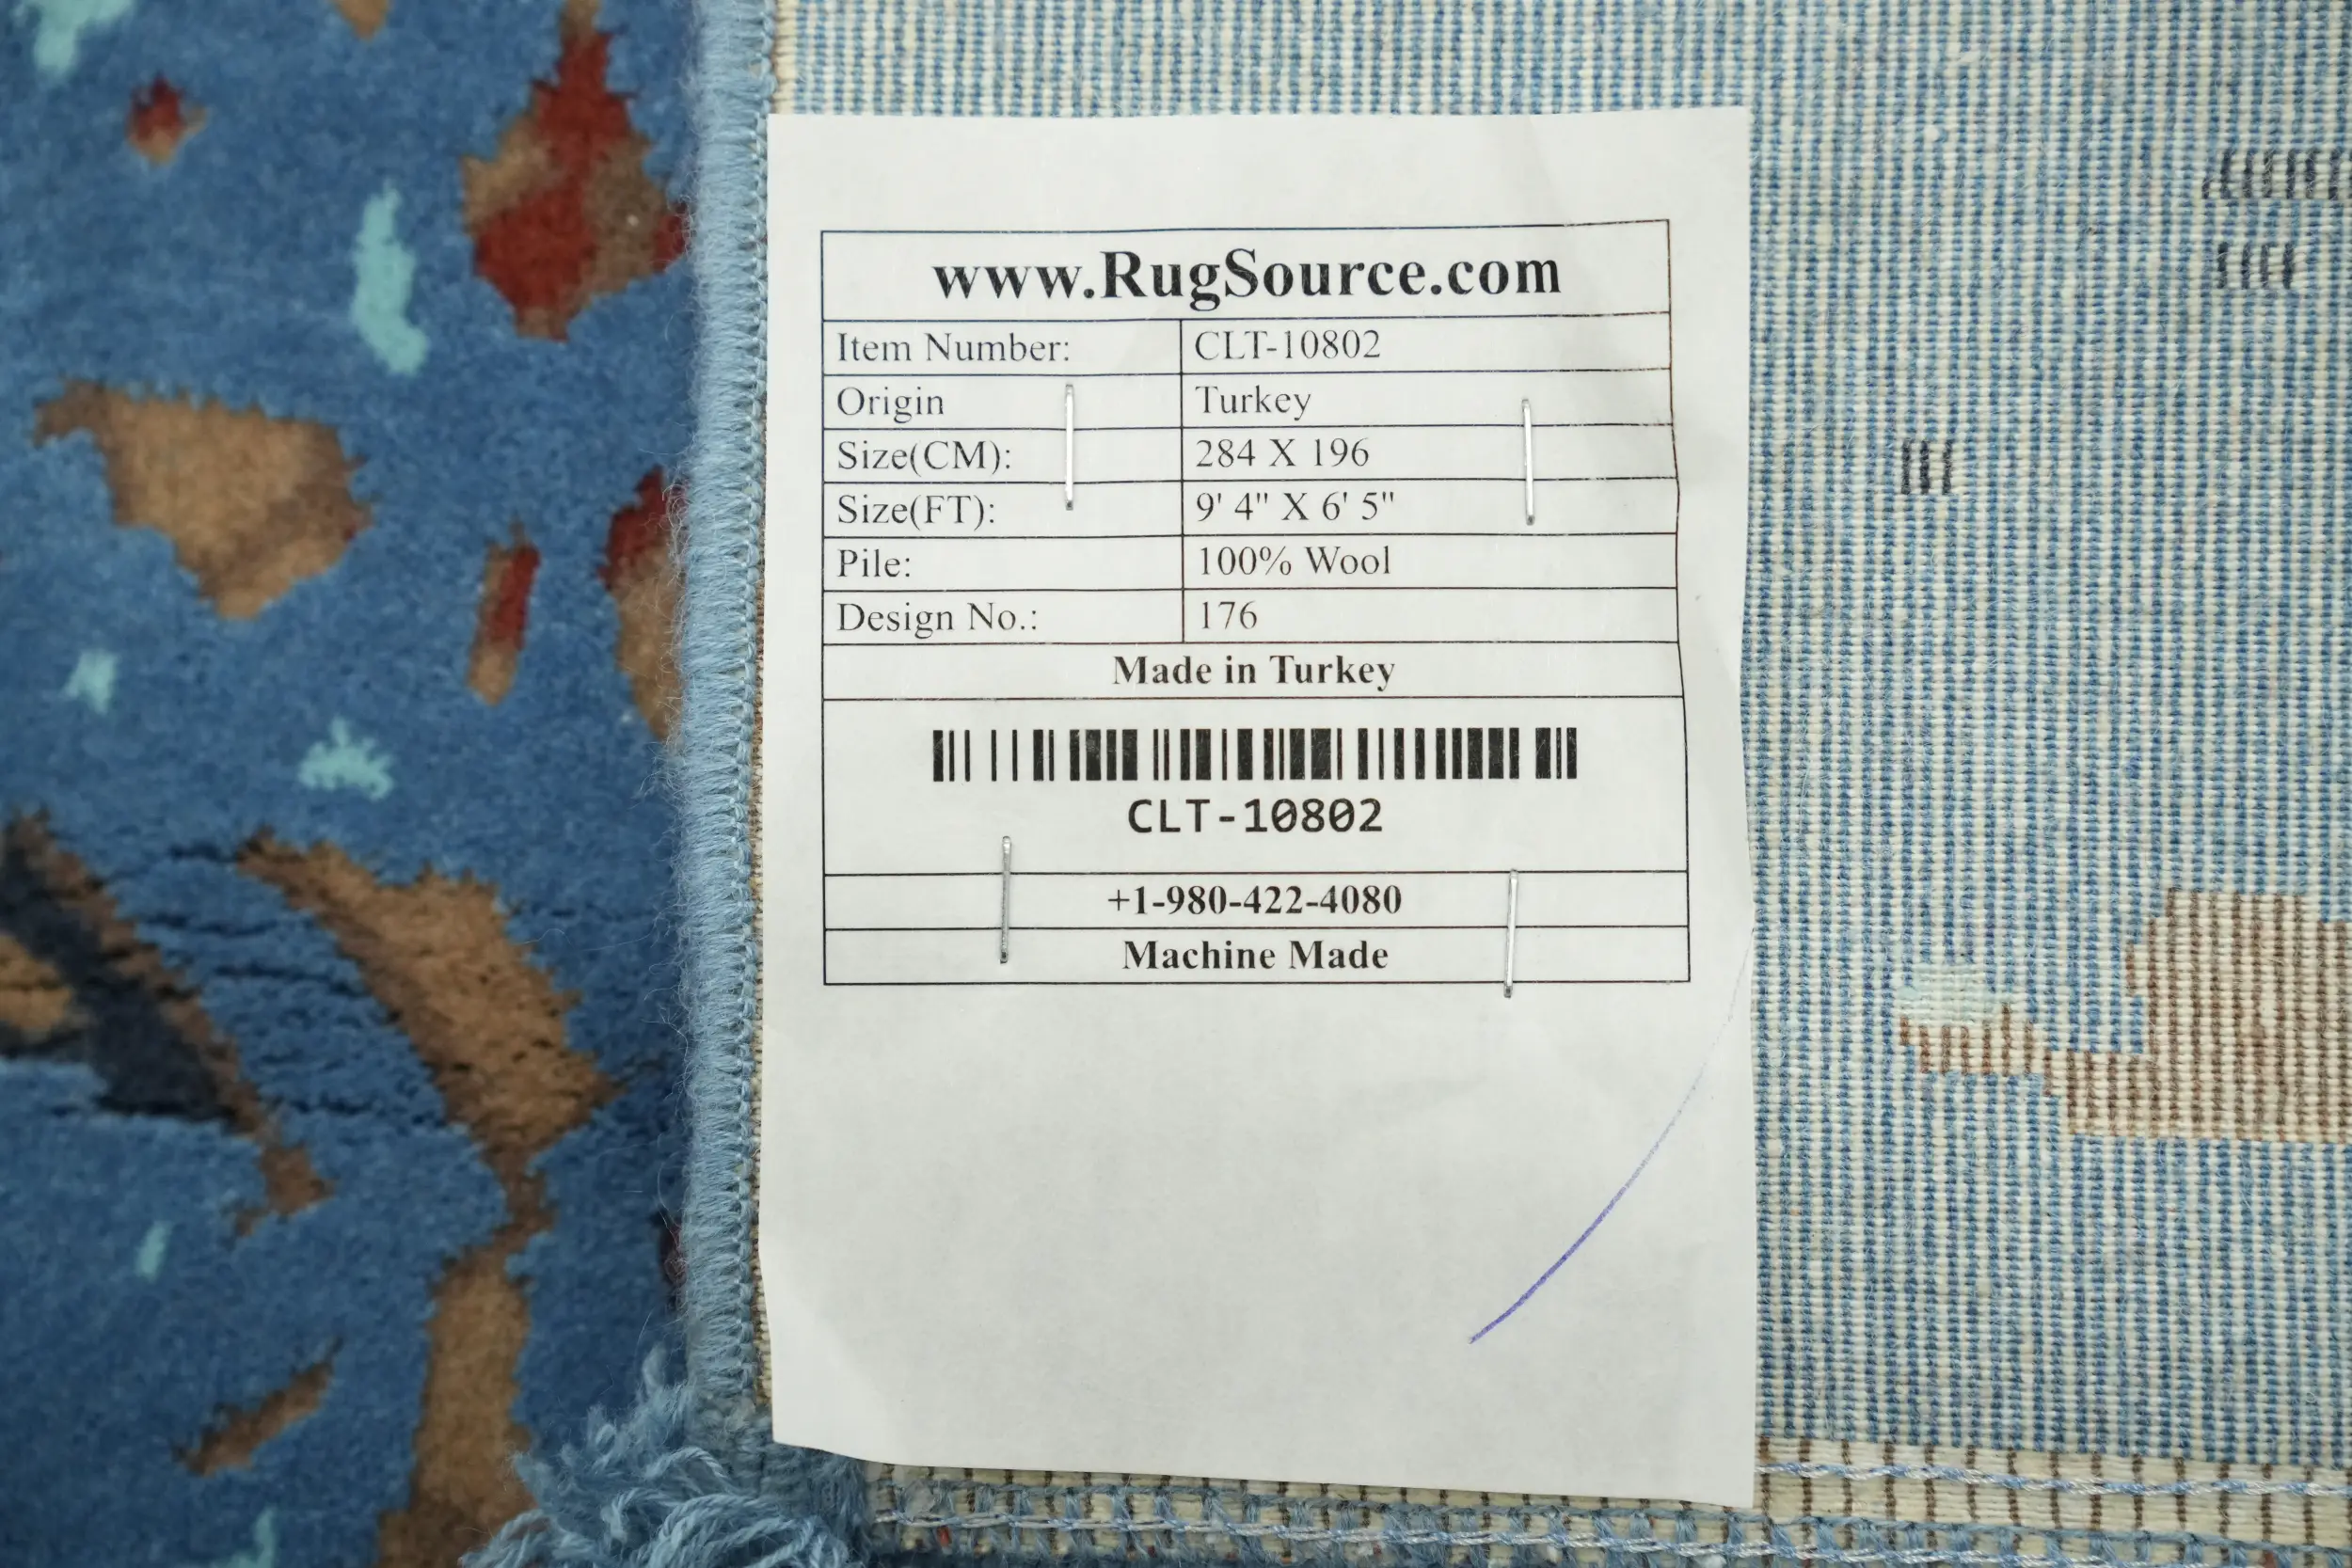 www.RugSource.com
Item Number: CLT-10802
Origin Turkey
Size(CM): 284 X 196
Size(FT): 9' 4" X 6' 5"
Pile: 100% Wool
Design No.: 176
Made in Turkey
CLT-10802
+1-980-422-4080
Machine Made